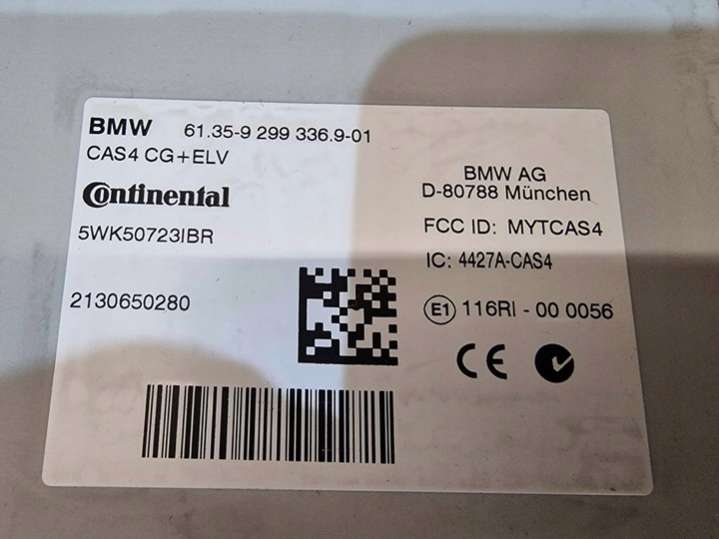 BMW 61.35-9 299 336.9-01
CAS4 CG+ELV
Continental
5WK50723IBR
2130650280
BMW AG
D-80788 München
FCC ID: MYTCAS4
IC: 4427A-CAS4
E1 116RI - 00 0056
CE